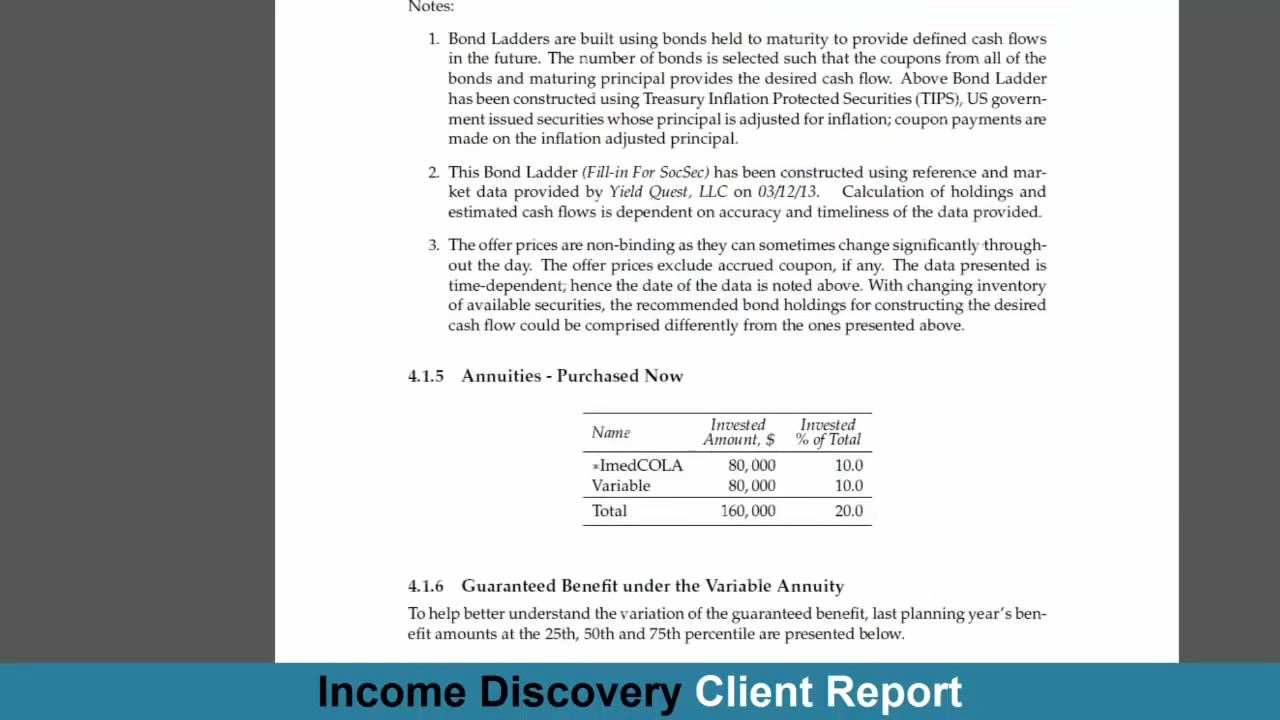 Notes:
1. Bond Ladders are built using bonds held to maturity to provide defined cash flows
in the future. The number of bonds is selected such that the coupons from all of the
bonds and maturing principal provides the desired cash flow. Above Bond Ladder
has been constructed using Treasury Inflation Protected Securities (TIPS), US govern-
ment issued securities whose principal is adjusted for inflation; coupon payments are
made on the inflation adjusted principal.
2. This Bond Ladder (Fill-in For SocSec) has been constructed using reference and mar-
ket data provided by Yield Quest, LLC on 03/12/13. Calculation of holdings and
estimated cash flows is dependent on accuracy and timeliness of the data provided.
3. The offer prices are non-binding as they can sometimes change significantly through-
out the day. The offer prices exclude accrued coupon, if any. The data presented is
time-dependent; hence the date of the data is noted above. With changing inventory
of available securities, the recommended bond holdings for constructing the desired
cash flow could be comprised differently from the ones presented above.
4.1.5 Annuities - Purchased Now
Name Invested Amount, $ Invested % of Total
*ImedCOLA 80,000 10.0
Variable 80,000 10.0
Total 160,000 20.0
4.1.6 Guaranteed Benefit under the Variable Annuity
To help better understand the variation of the guaranteed benefit, last planning year's ben-
efit amounts at the 25th, 50th and 75th percentile are presented below.
Income Discovery Client Report